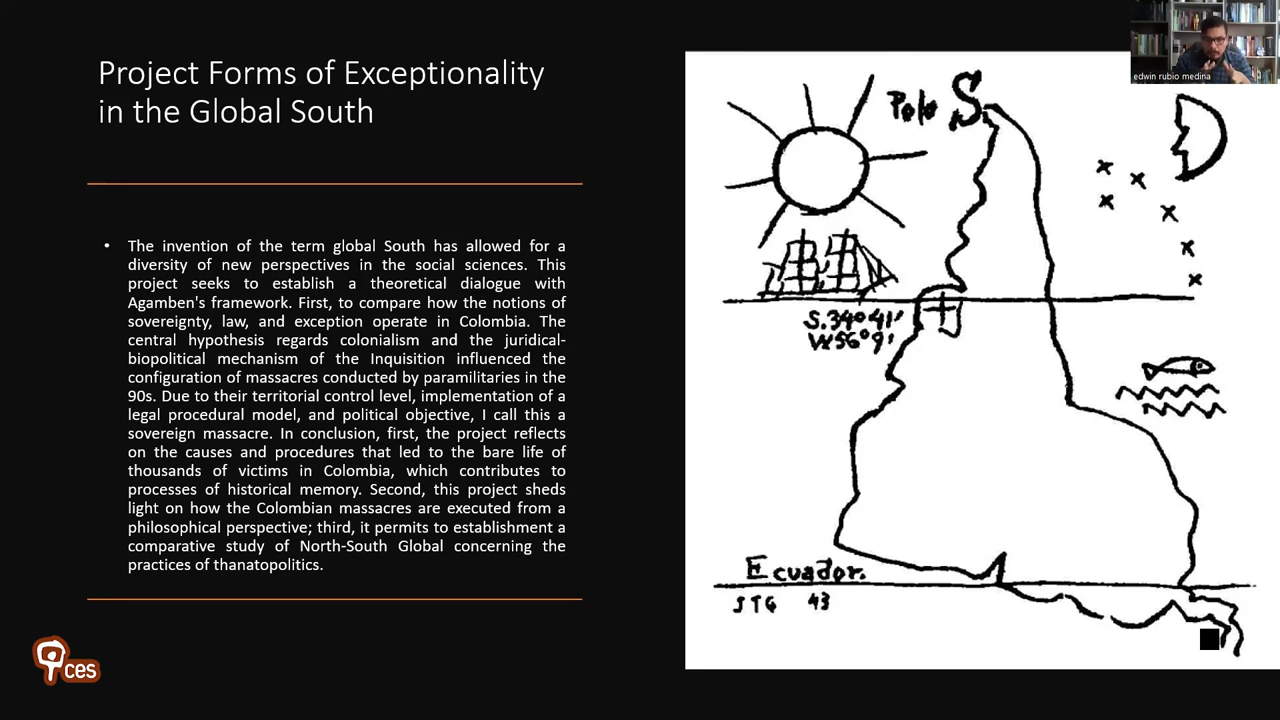 Project Forms of Exceptionality
in the Global South
• The invention of the term global South has allowed for a
diversity of new perspectives in the social sciences. This
project seeks to establish a theoretical dialogue with
Agamben's framework. First, to compare how the notions of
sovereignty, law, and exception operate in Colombia. The
central hypothesis regards colonialism and the juridical-
biopolitical mechanism of the Inquisition influenced the
configuration of massacres conducted by paramilitaries in the
90s. Due to their territorial control level, implementation of a
legal procedural model, and political objective, I call this a
sovereign massacre. In conclusion, first, the project reflects
on the causes and procedures that led to the bare life of
thousands of victims in Colombia, which contributes to
processes of historical memory. Second, this project sheds
light on how the Colombian massacres are executed from a
philosophical perspective; third, it permits to establishment a
comparative study of North-South Global concerning the
practices of thanatopolitics.
ces
edwin rubio medina
Polo S
S.34°41'
W56°9'
Ecuador.
JTG 43